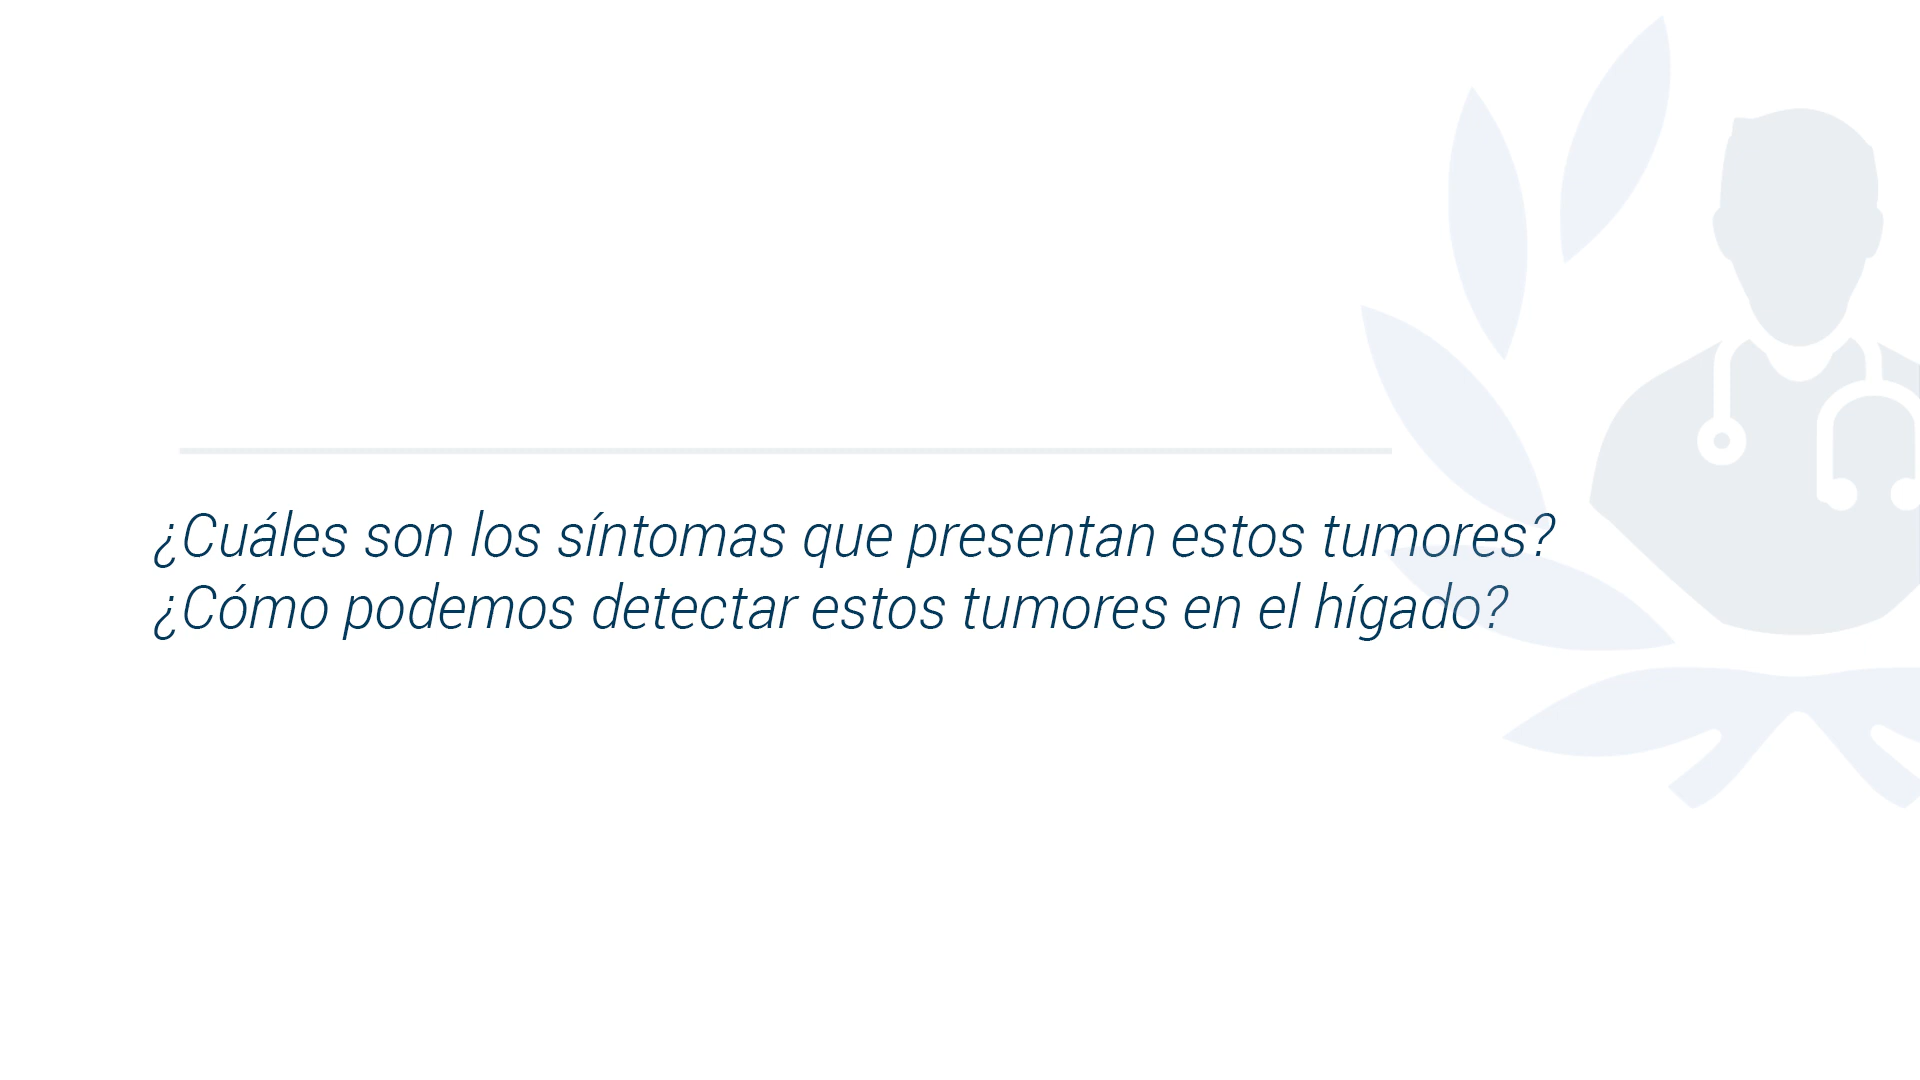 ¿Cuáles son los síntomas que presentan estos tumores?
¿Cómo podemos detectar estos tumores en el hígado?